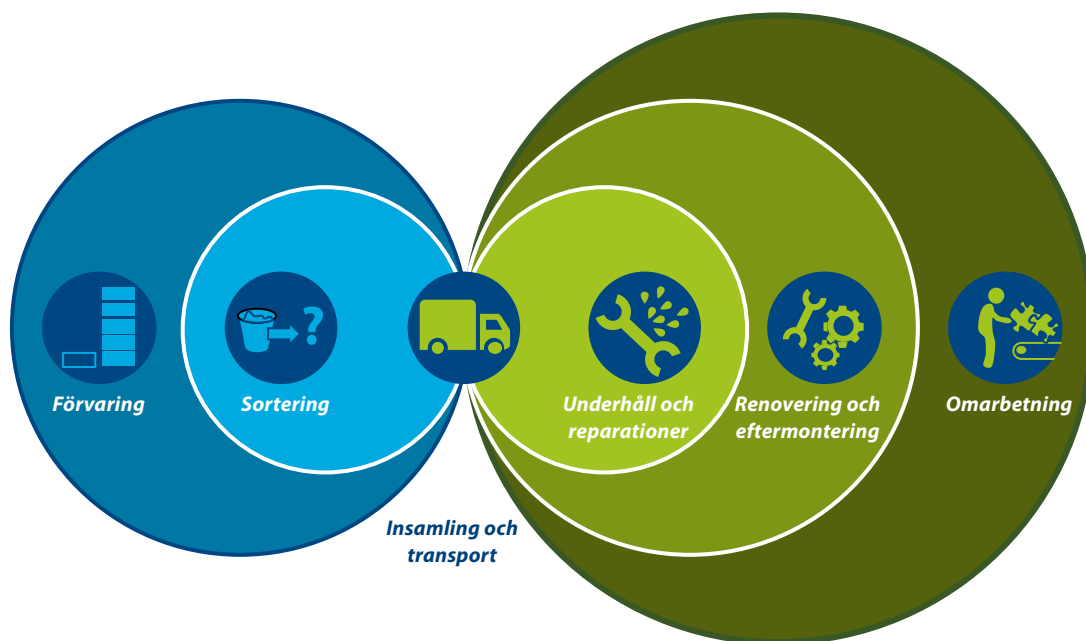 ?
Förvaring
Sortering
Underhåll och
reparationer
Renovering och
eftermontering
Omarbetning
Insamling och
transport